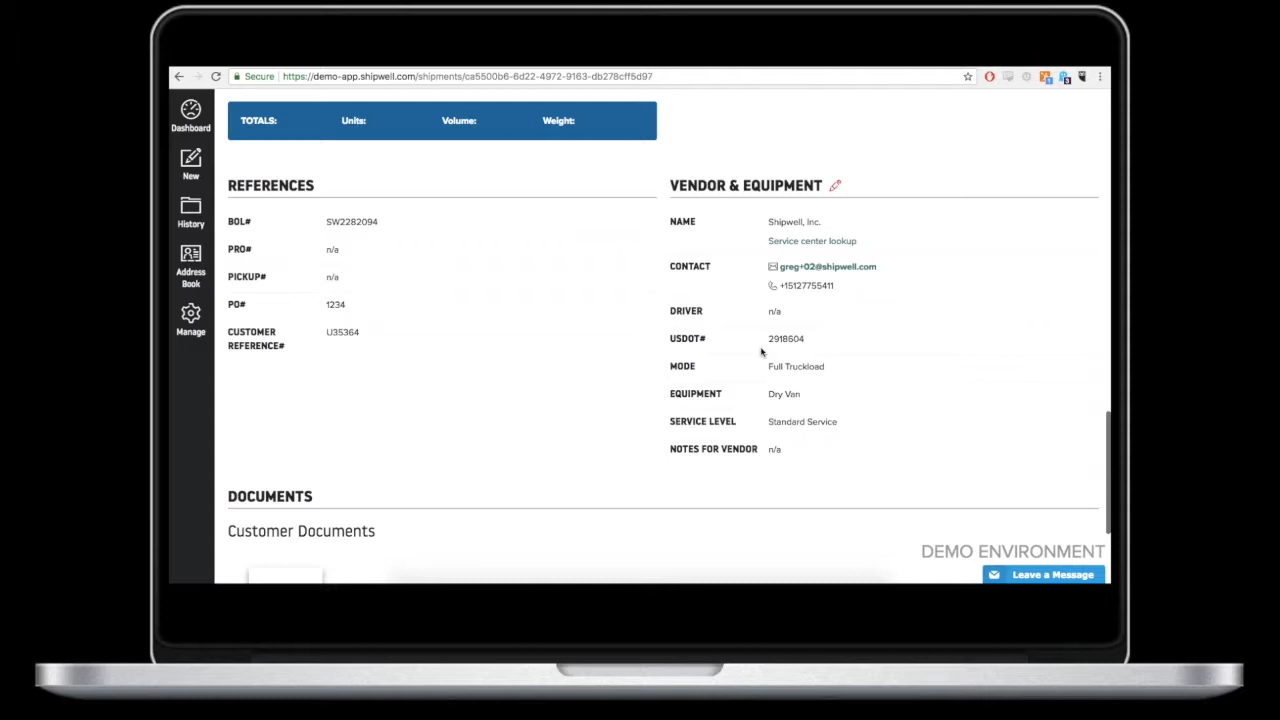 Secure https://demo-app.shipwell.com/shipments/ca5500b6-6d22-4972-9163-db278cff5d97
Dashboard
New
History
Address
Book
Manage
TOTALS: Units: Volume: Weight:
REFERENCES
BOL# SW2282094
PRO# n/a
PICKUP# n/a
PO# 1234
CUSTOMER
REFERENCE# U35364
VENDOR & EQUIPMENT
NAME Shipwell, Inc.
Service center lookup
CONTACT greg+02@shipwell.com
+15127755411
DRIVER n/a
USDOT# 2918604
MODE Full Truckload
EQUIPMENT Dry Van
SERVICE LEVEL Standard Service
NOTES FOR VENDOR n/a
DOCUMENTS
Customer Documents
DEMO ENVIRONMENT
Leave a Message